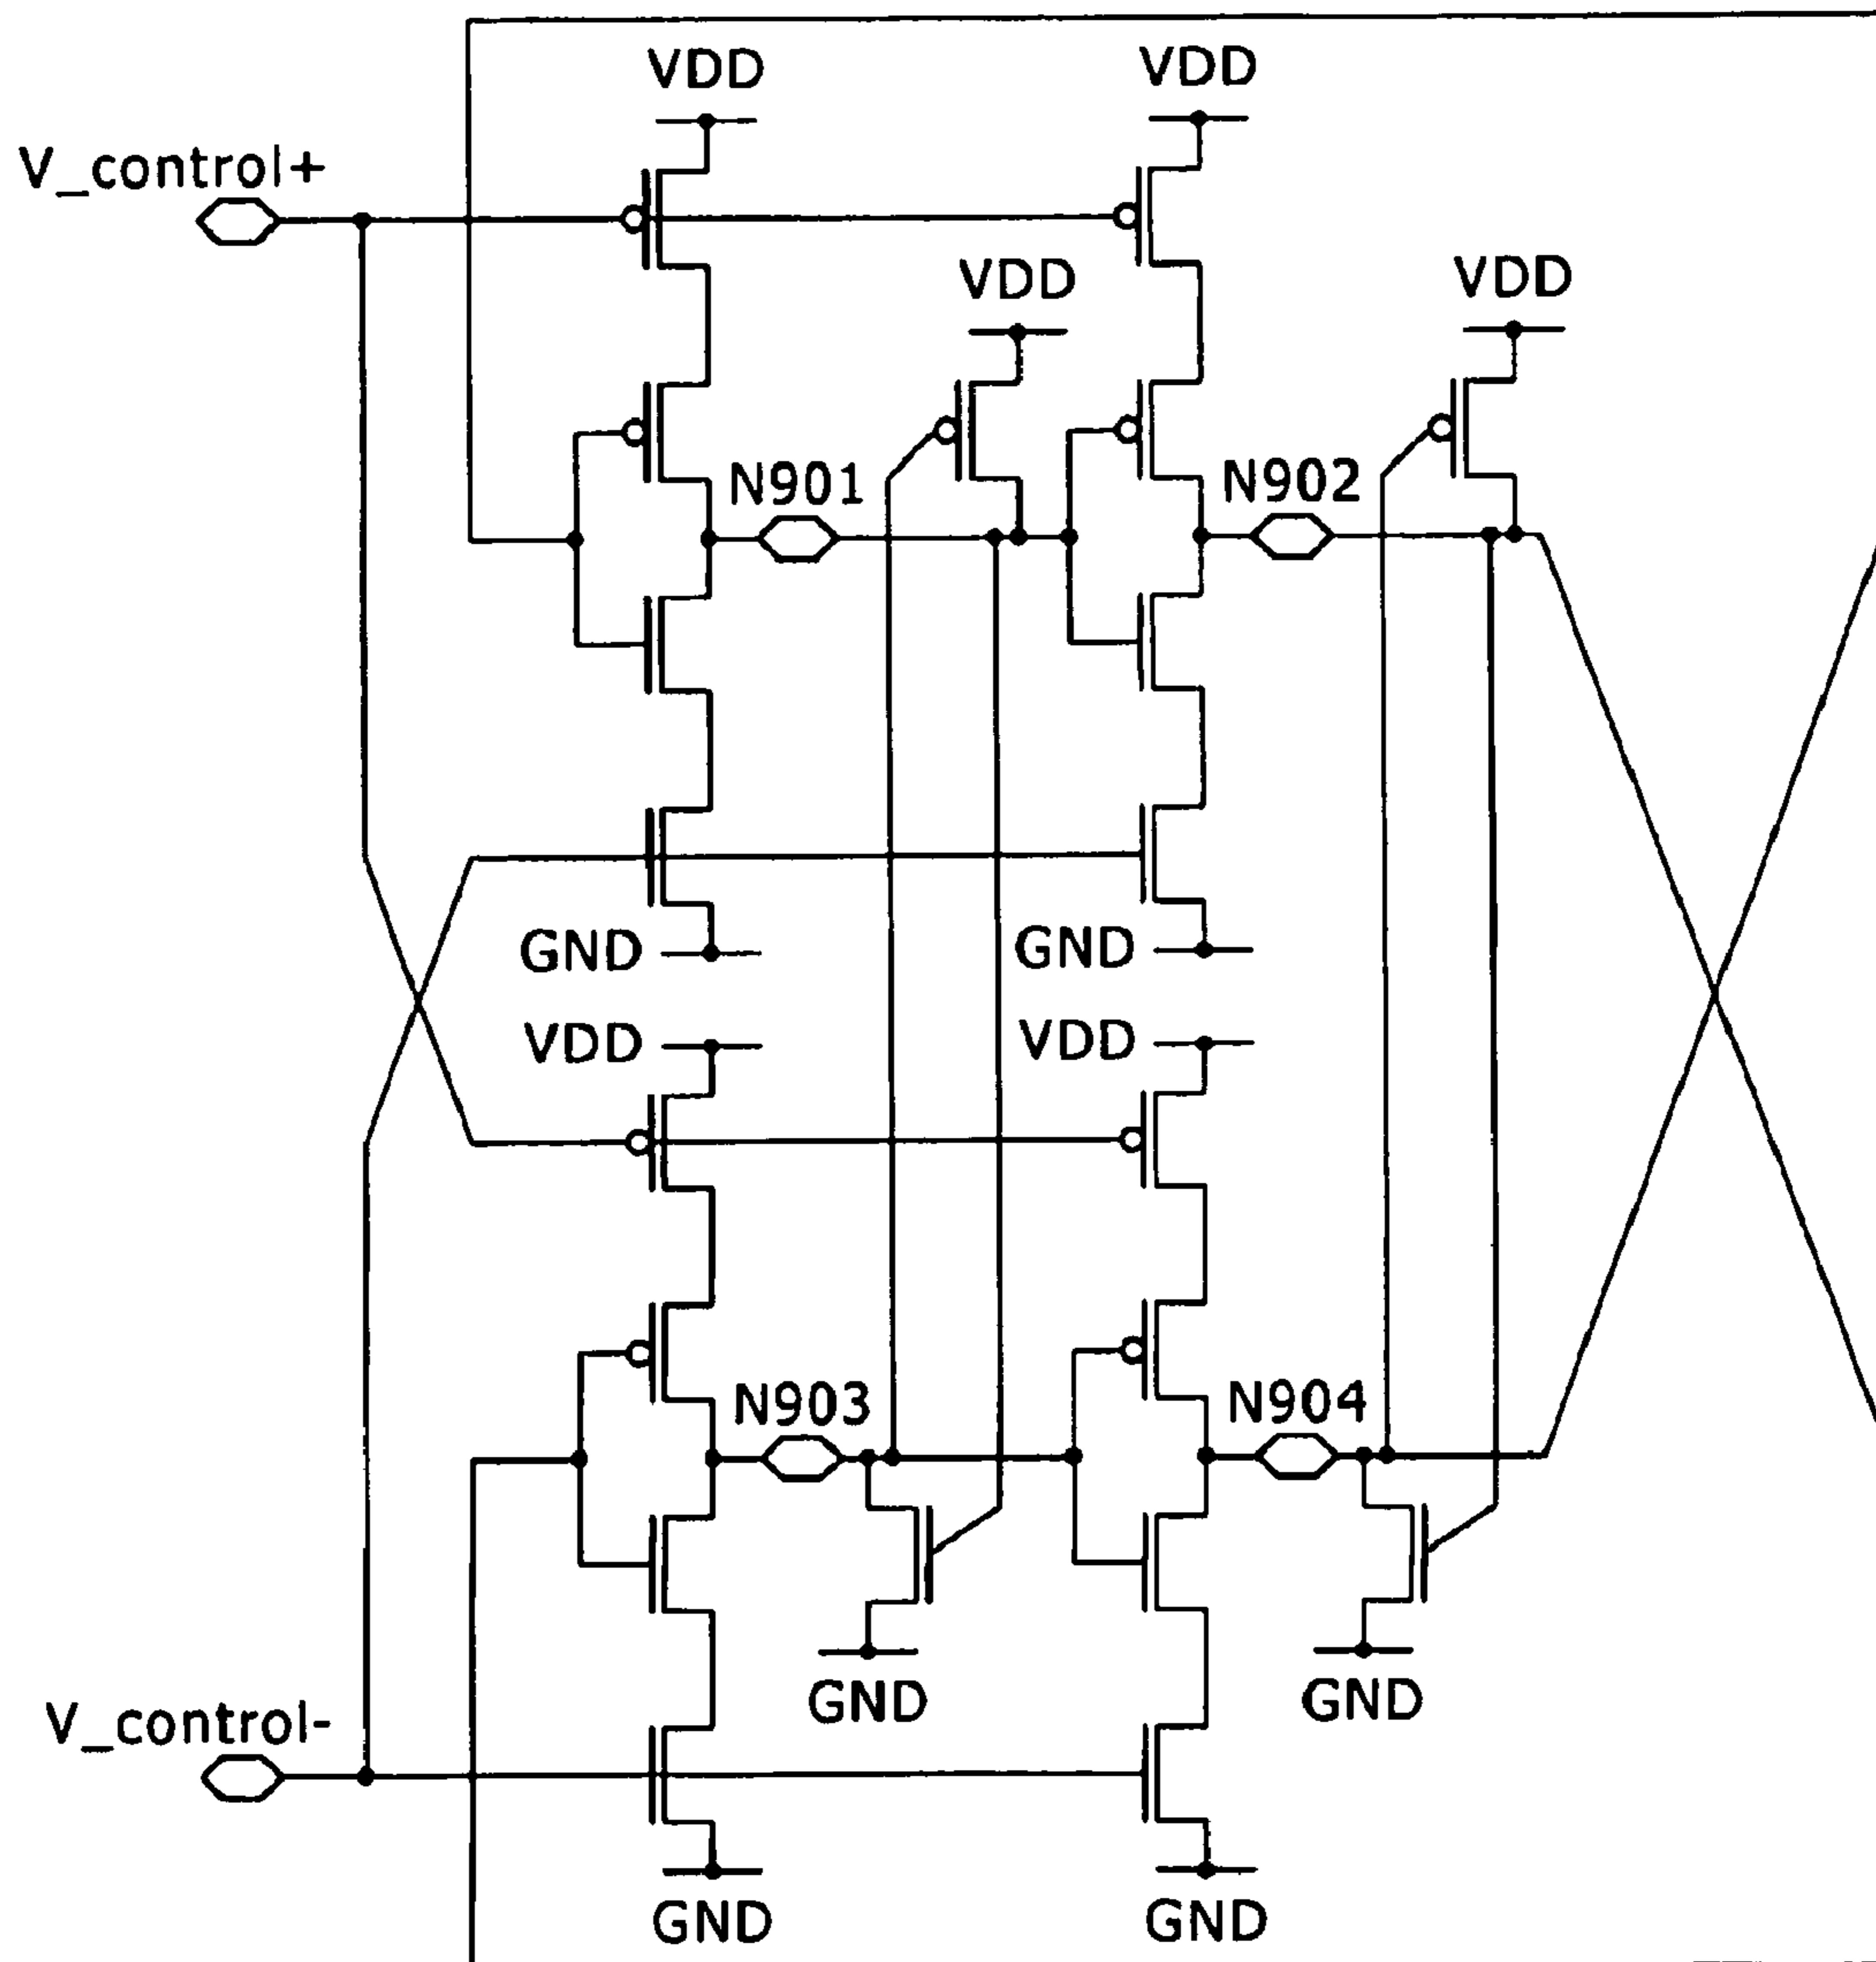 VDD
VDD
V_control+
VDD
VDD
N901
N902
GND
GND
VDD
VDD
N903
N904
GND
GND
V_control-
GND
GND